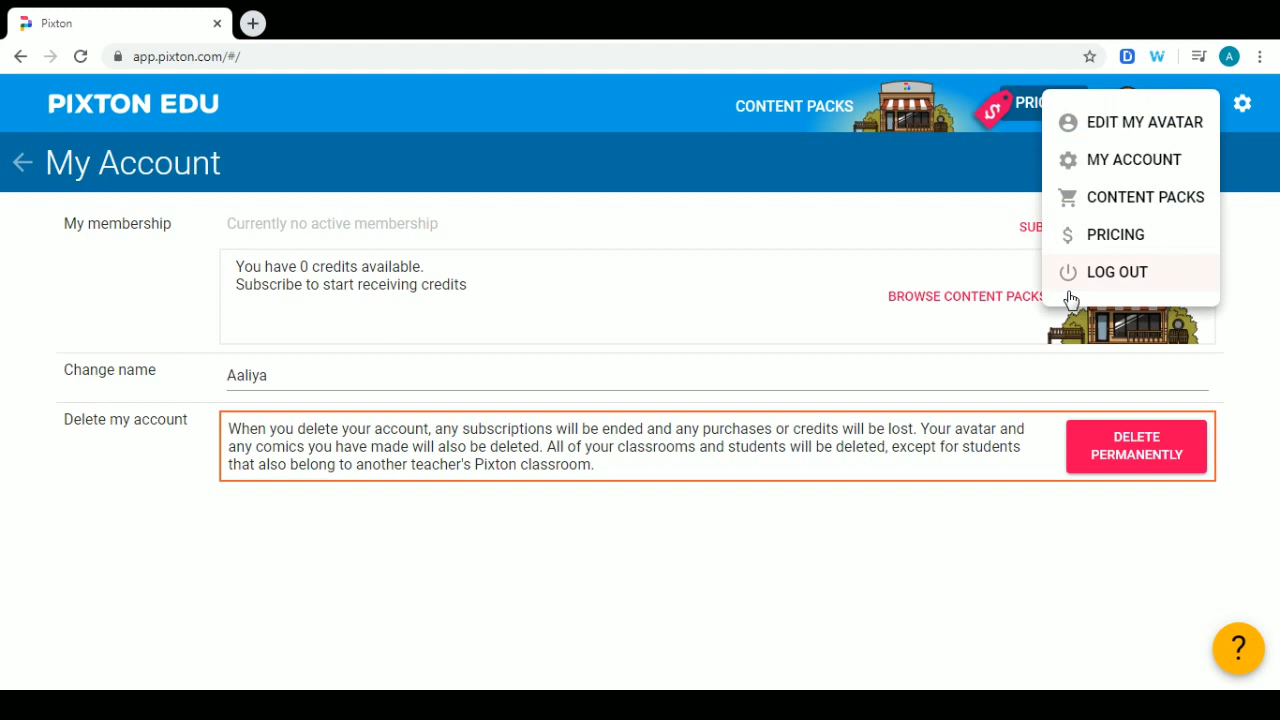 Pixton
app.pixton.com/#/
D
W
A
PIXTON EDU
CONTENT PACKS
$
My Account
EDIT MY AVATAR
MY ACCOUNT
CONTENT PACKS
$ PRICING
LOG OUT
My membership
Currently no active membership
You have 0 credits available.
Subscribe to start receiving credits
BROWSE CONTENT PACKS
Change name
Aaliya
Delete my account
When you delete your account, any subscriptions will be ended and any purchases or credits will be lost. Your avatar and
any comics you have made will also be deleted. All of your classrooms and students will be deleted, except for students
that also belong to another teacher's Pixton classroom.
DELETE
PERMANENTLY
?